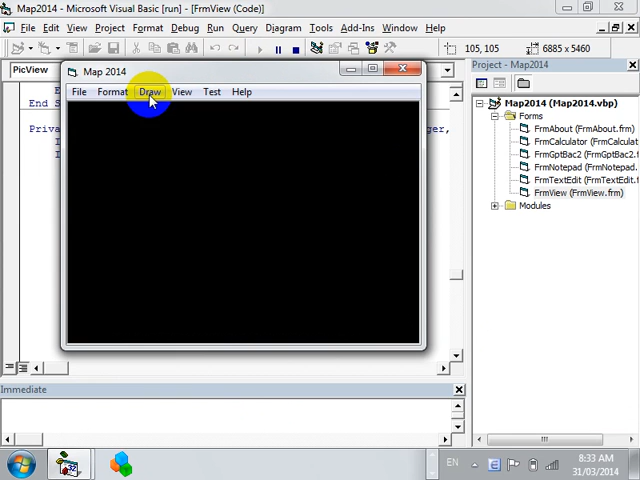 Map2014 - Microsoft Visual Basic [run] - [FrmView (Code)]
File Edit View Project Format Debug Run Query Diagram Tools Add-Ins Window Help
105, 105 6885 x 5460
PicView
Map 2014
File Format Draw View Test Help
E
End S
Priva
I
I
ger,
Project - Map2014
Map2014 (Map2014.vbp)
Forms
FrmAbout (FrmAbout.frm)
FrmCalculator (FrmCalculat
FrmGptBac2 (FrmGptBac2.f
FrmNotepad (FrmNotepad.
FrmTextEdit (FrmTextEdit.
FrmView (FrmView.frm)
Modules
Immediate
EN
8:33 AM
31/03/2014